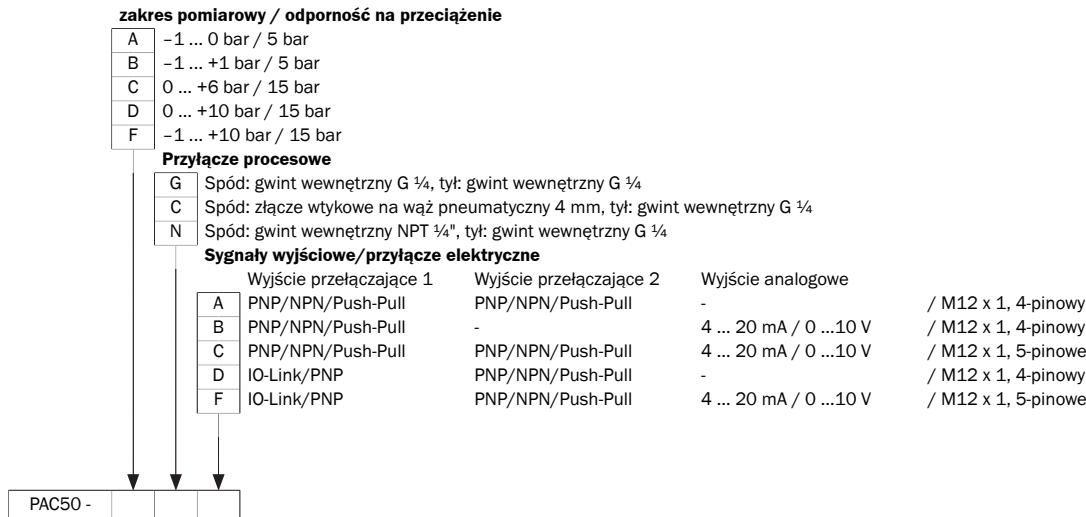 zakres pomiarowy / odporność na przeciążenie
A –1 ... 0 bar / 5 bar
B –1 ... +1 bar / 5 bar
C 0 ... +6 bar / 15 bar
D 0 ... +10 bar / 15 bar
F –1 ... +10 bar / 15 bar
Przyłącze procesowe
G Spód: gwint wewnętrzny G ¼, tył: gwint wewnętrzny G ¼
C Spód: złącze wtykowe na wąż pneumatyczny 4 mm, tył: gwint wewnętrzny G ¼
N Spód: gwint wewnętrzny NPT ¼", tył: gwint wewnętrzny G ¼
Sygnały wyjściowe/przyłącze elektryczne
Wyjście przełączające 1 Wyjście przełączające 2 Wyjście analogowe
A PNP/NPN/Push-Pull PNP/NPN/Push-Pull - / M12 x 1, 4-pinowy
B PNP/NPN/Push-Pull - 4 ... 20 mA / 0 ...10 V / M12 x 1, 4-pinowy
C PNP/NPN/Push-Pull PNP/NPN/Push-Pull 4 ... 20 mA / 0 ...10 V / M12 x 1, 5-pinowe
D IO-Link/PNP PNP/NPN/Push-Pull - / M12 x 1, 4-pinowy
F IO-Link/PNP PNP/NPN/Push-Pull 4 ... 20 mA / 0 ...10 V / M12 x 1, 5-pinowe
PAC50 -